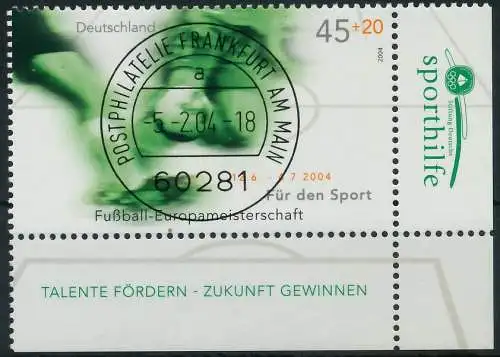 Deutschland
45+20
2004
POSTPHILATELIE FRANKFURT AM MAIN
a
-5.-2.04-18
60281
12.6 - 4.7 2004
Für den Sport
Fußball-Europameisterschaft
Stiftung Deutsche
sporthilfe
TALENTE FÖRDERN - ZUKUNFT GEWINNEN